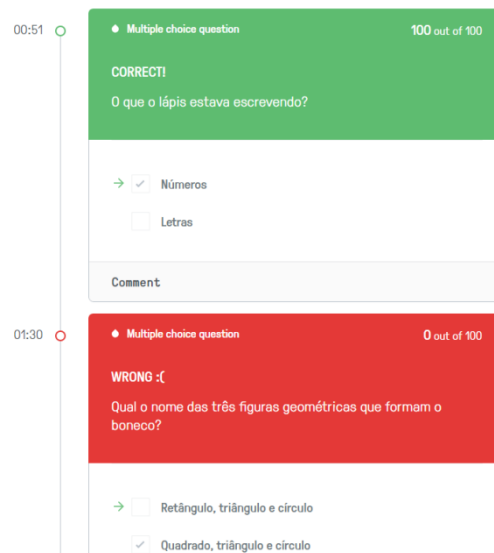 00:51
Multiple choice question
100 out of 100
CORRECT!
O que o lápis estava escrevendo?
Números
Letras
Comment
01:30
Multiple choice question
0 out of 100
WRONG :(
Qual o nome das três figuras geométricas que formam o
boneco?
Retângulo, triângulo e círculo
Quadrado, triângulo e círculo